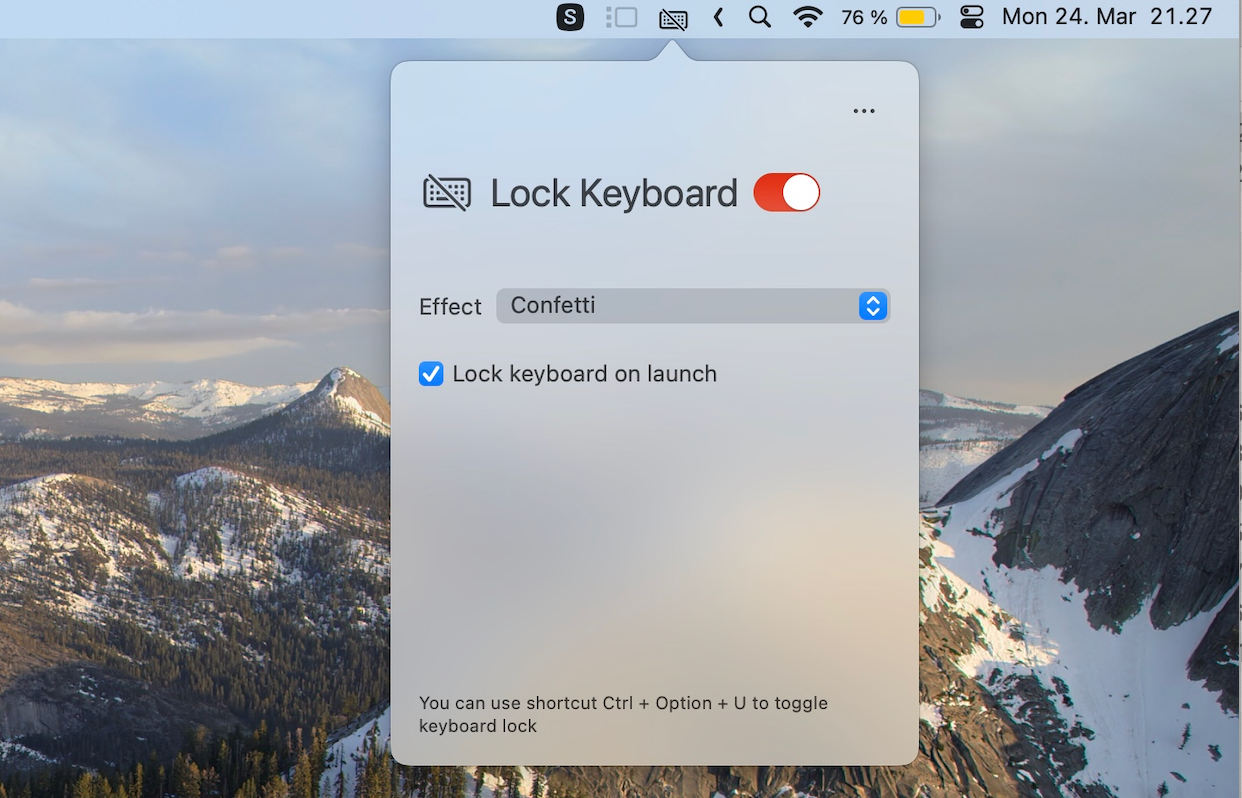 S 76 % Mon 24. Mar 21.27
Lock Keyboard
Effect Confetti
Lock keyboard on launch
You can use shortcut Ctrl + Option + U to toggle
keyboard lock